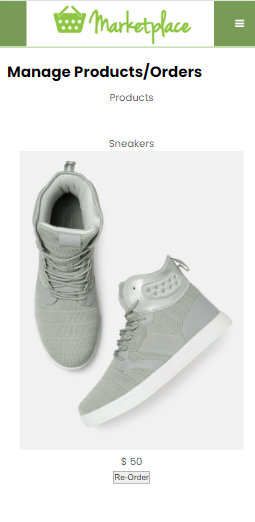 Marketplace
Manage Products/Orders
Products
Sneakers
$ 50
Re-Order